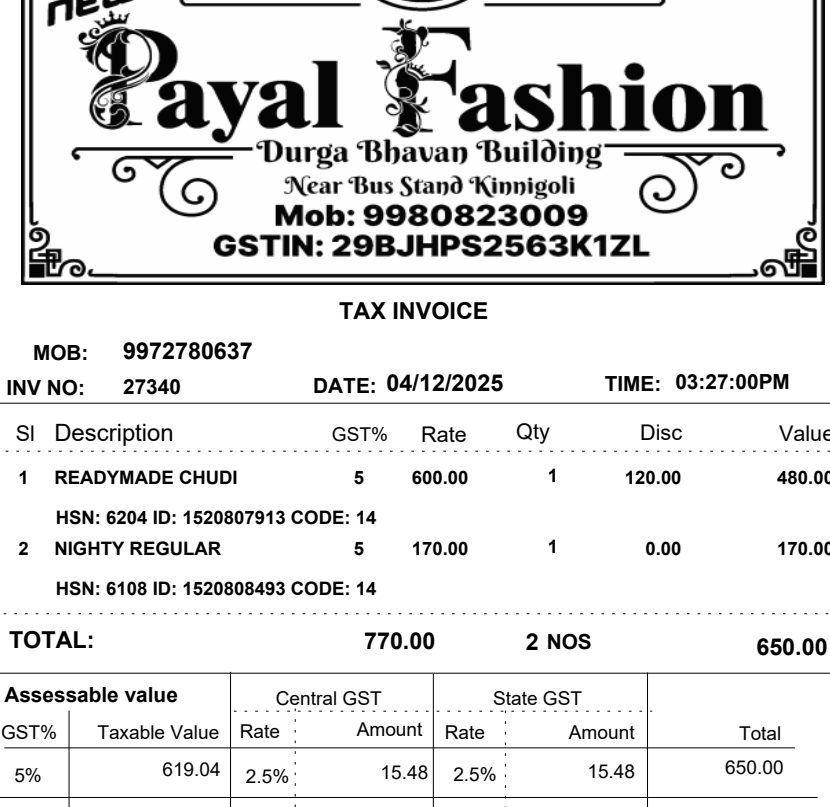 new
Payal Fashion
Durga Bhavan Building
Near Bus Stand Kinnigoli
Mob: 9980823009
GSTIN: 29BJHPS2563K1ZL
TAX INVOICE
MOB: 9972780637
INV NO: 27340 DATE: 04/12/2025 TIME: 03:27:00PM
Sl Description GST% Rate Qty Disc Value
1 READYMADE CHUDI 5 600.00 1 120.00 480.00
HSN: 6204 ID: 1520807913 CODE: 14
2 NIGHTY REGULAR 5 170.00 1 0.00 170.00
HSN: 6108 ID: 1520808493 CODE: 14
TOTAL: 770.00 2 NOS 650.00
Assessable value Central GST State GST
GST% Taxable Value Rate Amount Rate Amount Total
5% 619.04 2.5% 15.48 2.5% 15.48 650.00